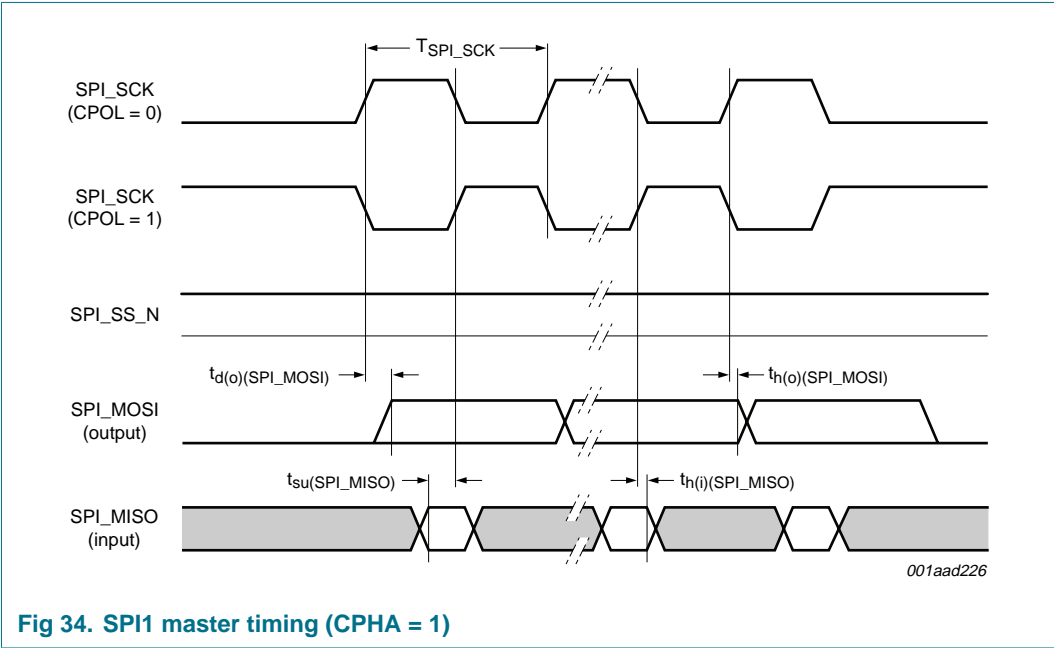 TSPI_SCK
SPI_SCK
(CPOL = 0)
SPI_SCK
(CPOL = 1)
SPI_SS_N
td(o)(SPI_MOSI)
th(o)(SPI_MOSI)
SPI_MOSI
(output)
tsu(SPI_MISO)
th(i)(SPI_MISO)
SPI_MISO
(input)
001aad226
Fig 34. SPI1 master timing (CPHA = 1)